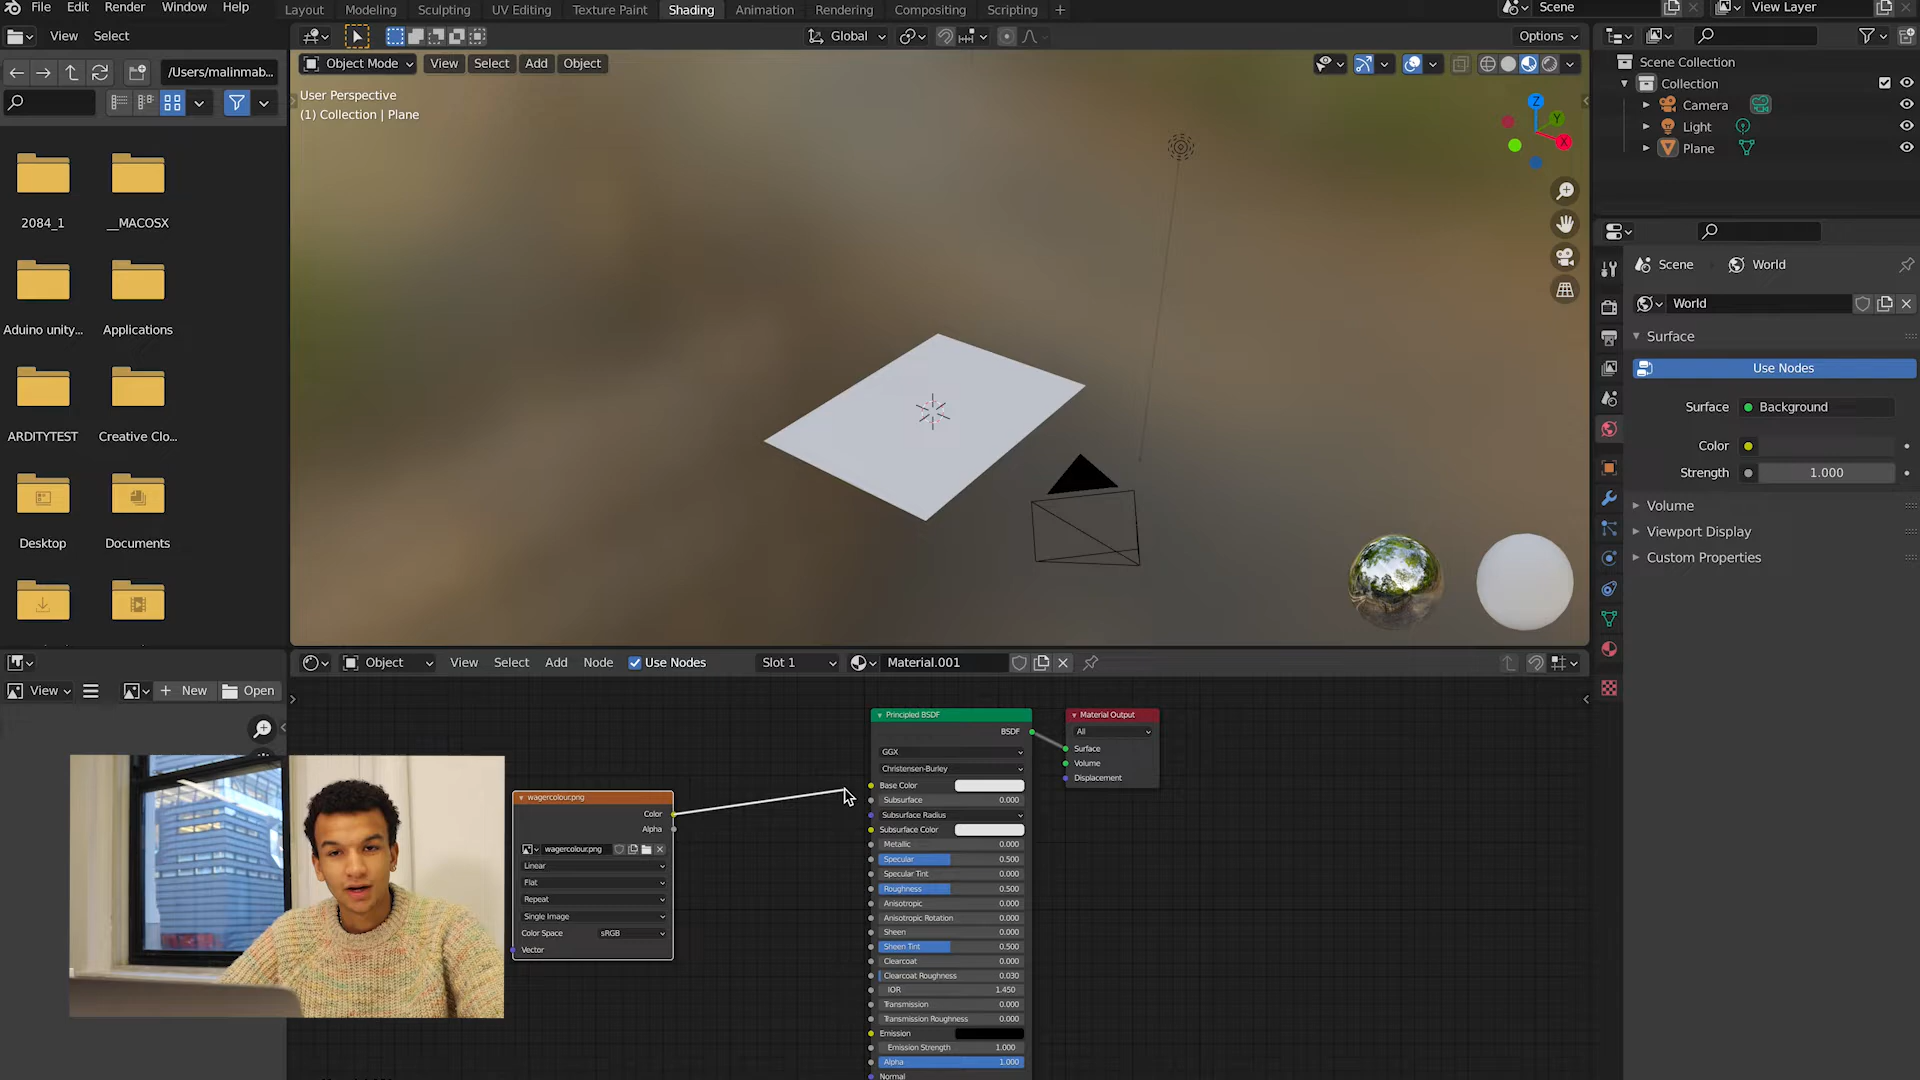 File Edit Render Window Help
Layout Modeling Sculpting UV Editing Texture Paint Shading Animation Rendering Compositing Scripting
Scene
View Layer
View Select
Global
Options
/Users/malinmab...
Object Mode View Select Add Object
User Perspective
(1) Collection | Plane
2084_1
__MACOSX
Aduino unity...
Applications
ARDITYTEST
Creative Clo...
Desktop
Documents
Z
Y
X
Scene Collection
Collection
Camera
Light
Plane
Scene
World
World
Surface
Use Nodes
Surface
Background
Color
Strength
1.000
Volume
Viewport Display
Custom Properties
Object View Select Add Node Use Nodes Slot 1 Material.001
View
New
Open
wagercolour.png
Color
Alpha
wagercolour.png
Linear
Flat
Repeat
Single Image
Color Space sRGB
Vector
Principled BSDF
BSDF
GGX
Christensen-Burley
Base Color
Subsurface 0.000
Subsurface Radius
Subsurface Color
Metallic 0.000
Specular 0.500
Specular Tint 0.000
Roughness 0.500
Anisotropic 0.000
Anisotropic Rotation 0.000
Sheen 0.000
Sheen Tint 0.500
Clearcoat 0.000
Clearcoat Roughness 0.030
IOR 1.450
Transmission 0.000
Transmission Roughness 0.000
Emission
Emission Strength 1.000
Alpha 1.000
Normal
Material Output
All
Surface
Volume
Displacement